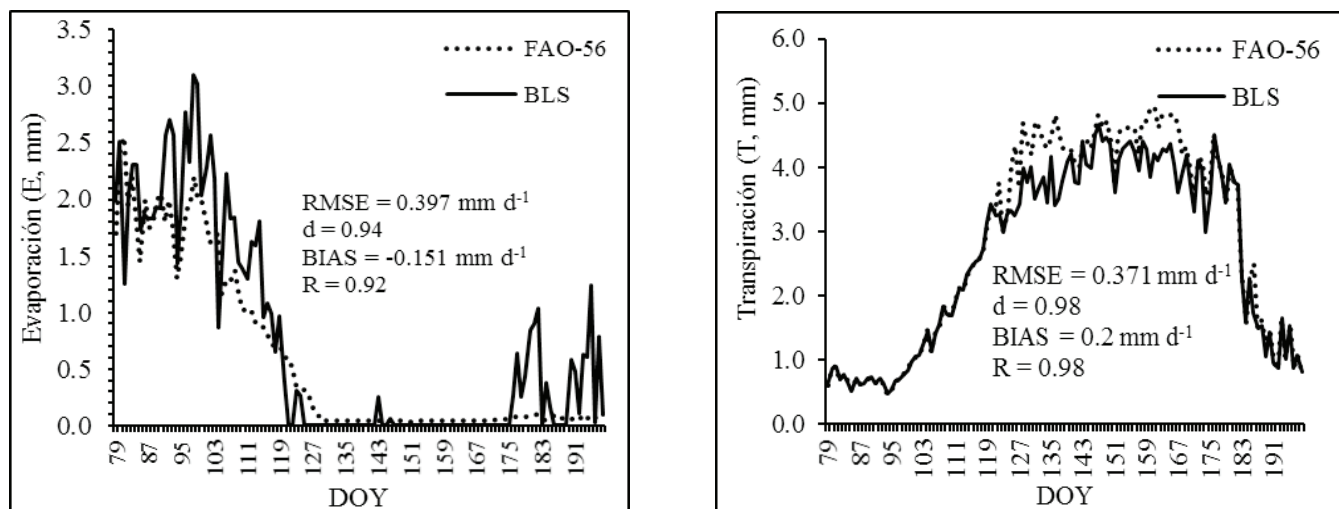 3.5
3.0
2.5
2.0
1.5
1.0
0.5
0.0
Evaporación (E, mm)
FAO-56
BLS
RMSE = 0.397 mm d-1
d = 0.94
BIAS = -0.151 mm d-1
R = 0.92
79 87 95 103 111 119 127 135 143 151 159 167 175 183 191
DOY
6.0
5.0
4.0
3.0
2.0
1.0
0.0
Transpiración (T, mm)
FAO-56
BLS
RMSE = 0.371 mm d-1
d = 0.98
BIAS = 0.2 mm d-1
R = 0.98
79 87 95 103 111 119 127 135 143 151 159 167 175 183 191
DOY